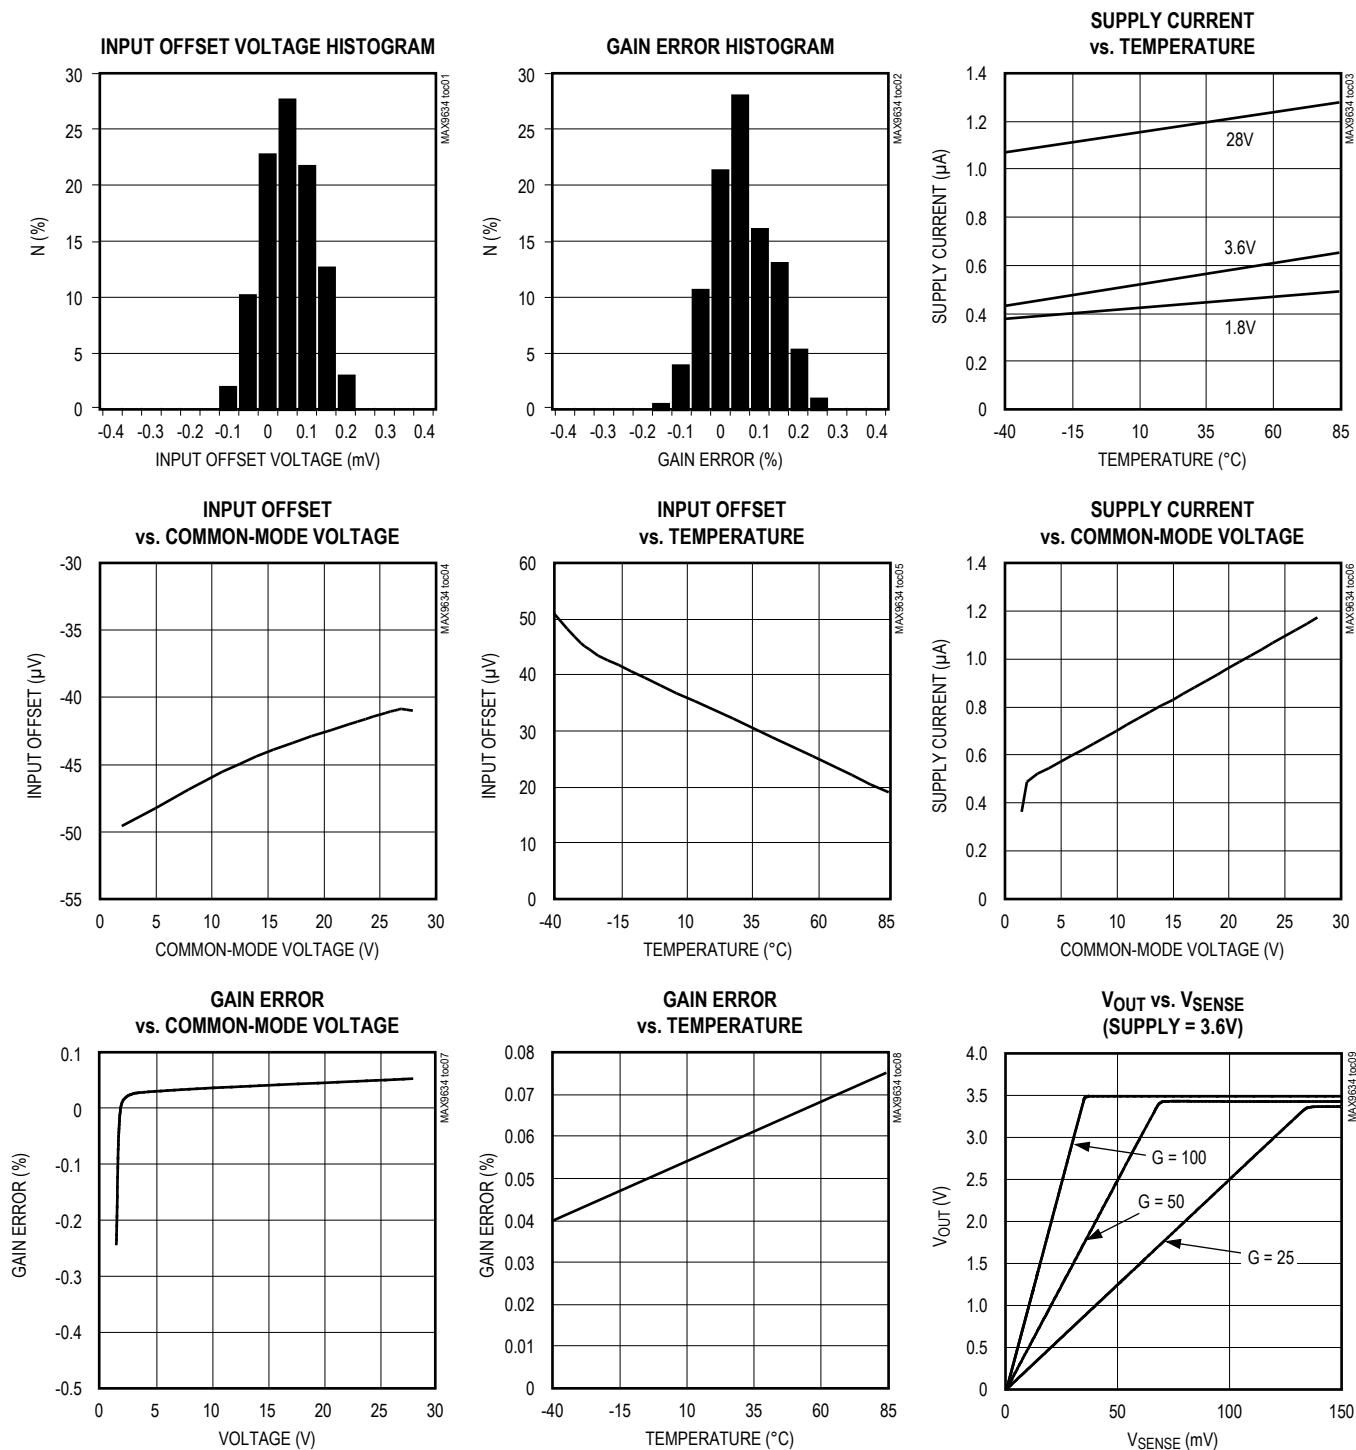 INPUT OFFSET VOLTAGE HISTOGRAM
MAX9634 toc01
30
25
20
15
10
5
0
N (%)
-0.4 -0.3 -0.2 -0.1 0 0.1 0.2 0.3 0.4
INPUT OFFSET VOLTAGE (mV)
GAIN ERROR HISTOGRAM
MAX9634 toc02
30
25
20
15
10
5
0
N (%)
-0.4 -0.3 -0.2 -0.1 0 0.1 0.2 0.3 0.4
GAIN ERROR (%)
SUPPLY CURRENT
vs. TEMPERATURE
MAX9634 toc03
1.4
1.2
1.0
0.8
0.6
0.4
0.2
0
SUPPLY CURRENT (µA)
28V
3.6V
1.8V
-40 -15 10 35 60 85
TEMPERATURE (°C)
INPUT OFFSET
vs. COMMON-MODE VOLTAGE
MAX9634 toc04
-30
-35
-40
-45
-50
-55
INPUT OFFSET (µV)
0 5 10 15 20 25 30
COMMON-MODE VOLTAGE (V)
INPUT OFFSET
vs. TEMPERATURE
MAX9634 toc05
60
50
40
30
20
10
0
INPUT OFFSET (µV)
-40 -15 10 35 60 85
TEMPERATURE (°C)
SUPPLY CURRENT
vs. COMMON-MODE VOLTAGE
MAX9634 toc06
1.4
1.2
1.0
0.8
0.6
0.4
0.2
0
SUPPLY CURRENT (µA)
0 5 10 15 20 25 30
COMMON-MODE VOLTAGE (V)
GAIN ERROR
vs. COMMON-MODE VOLTAGE
MAX9634 toc07
0.1
0
-0.1
-0.2
-0.3
-0.4
-0.5
GAIN ERROR (%)
0 5 10 15 20 25 30
VOLTAGE (V)
GAIN ERROR
vs. TEMPERATURE
MAX9634 toc08
0.08
0.07
0.06
0.05
0.04
0.03
0.02
0.01
0
GAIN ERROR (%)
-40 -15 10 35 60 85
TEMPERATURE (°C)
VOUT vs. VSENSE
(SUPPLY = 3.6V)
MAX9634 toc09
4.0
3.5
3.0
2.5
2.0
1.5
1.0
0.5
0
VOUT (V)
G = 100
G = 50
G = 25
0 50 100 150
VSENSE (mV)